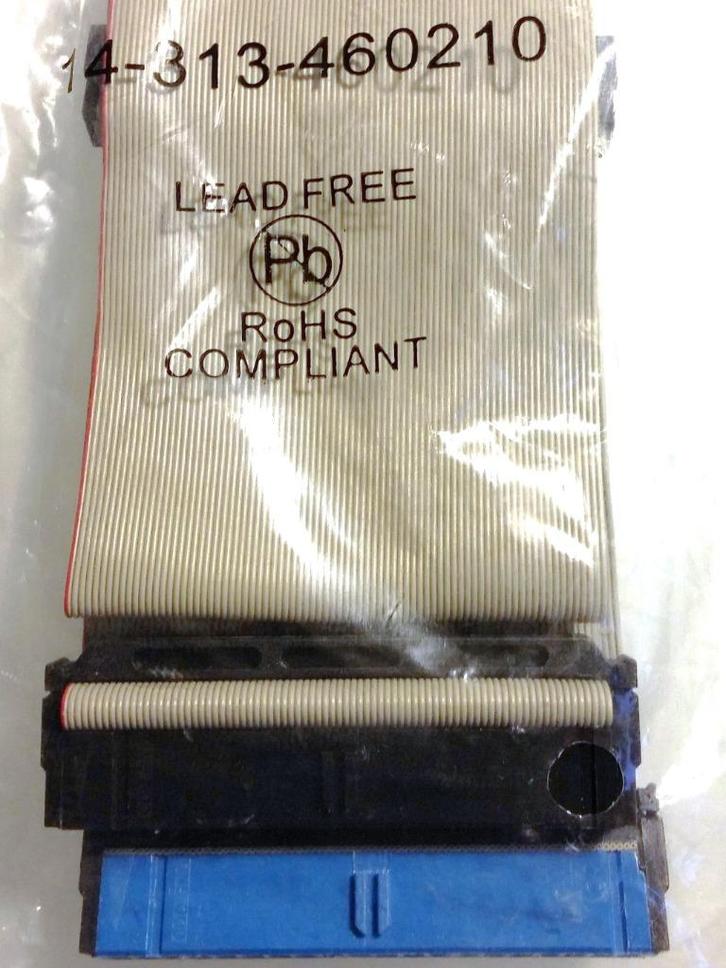 14-313-460210
LEAD FREE
Pb
RoHS
COMPLIANT